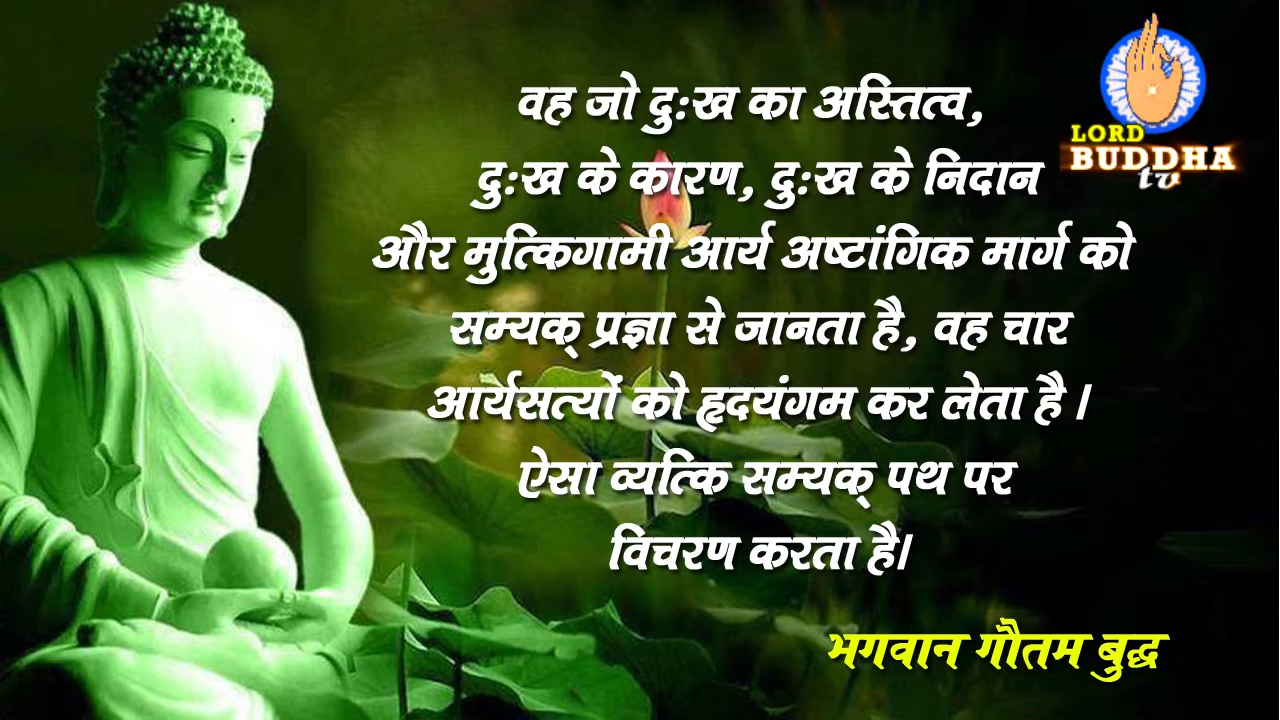 वह जो दुःख का अस्तित्व,
दुःख के कारण, दुःख के निदान
और मुत्किगामी आर्य अष्टांगिक मार्ग को
सम्यक् प्रज्ञा से जानता है, वह चार
आर्यसत्यों को हृदयंगम कर लेता है ।
ऐसा व्यत्कि सम्यक् पथ पर
विचरण करता है।
भगवान गौतम बुद्ध
LORD
BUDDHA
tv